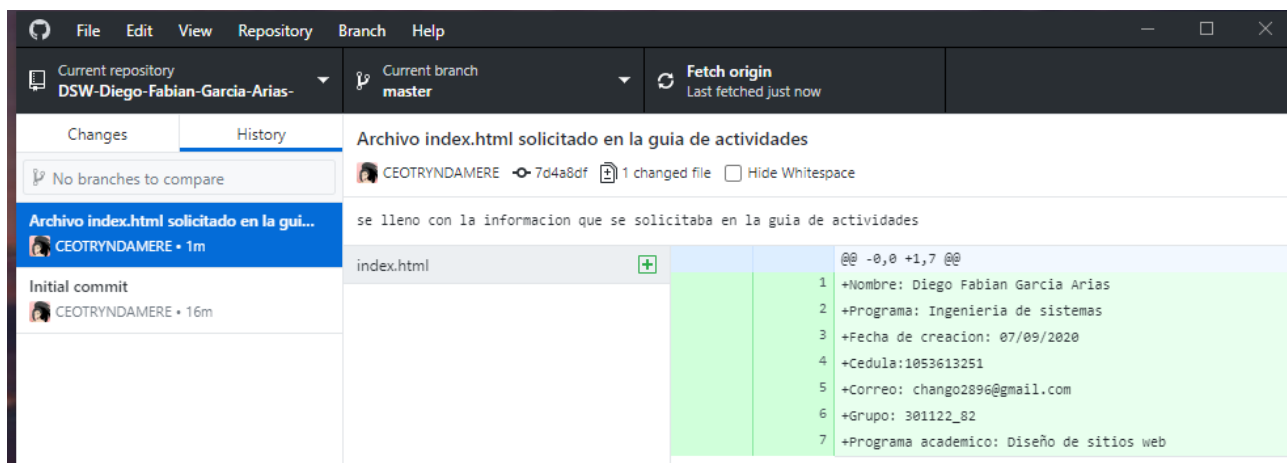 File Edit View Repository Branch Help
Current repository
DSW-Diego-Fabian-Garcia-Arias-
Current branch
master
Fetch origin
Last fetched just now
Changes History
No branches to compare
Archivo index.html solicitado en la gui...
CEOTRYNDAMERE • 1m
Initial commit
CEOTRYNDAMERE • 16m
Archivo index.html solicitado en la guia de actividades
CEOTRYNDAMERE 7d4a8df 1 changed file Hide Whitespace
se lleno con la informacion que se solicitaba en la guia de actividades
index.html
@@ -0,0 +1,7 @@
1 +Nombre: Diego Fabian Garcia Arias
2 +Programa: Ingenieria de sistemas
3 +Fecha de creacion: 07/09/2020
4 +Cedula:1053613251
5 +Correo: chango2896@gmail.com
6 +Grupo: 301122_82
7 +Programa academico: Diseño de sitios web